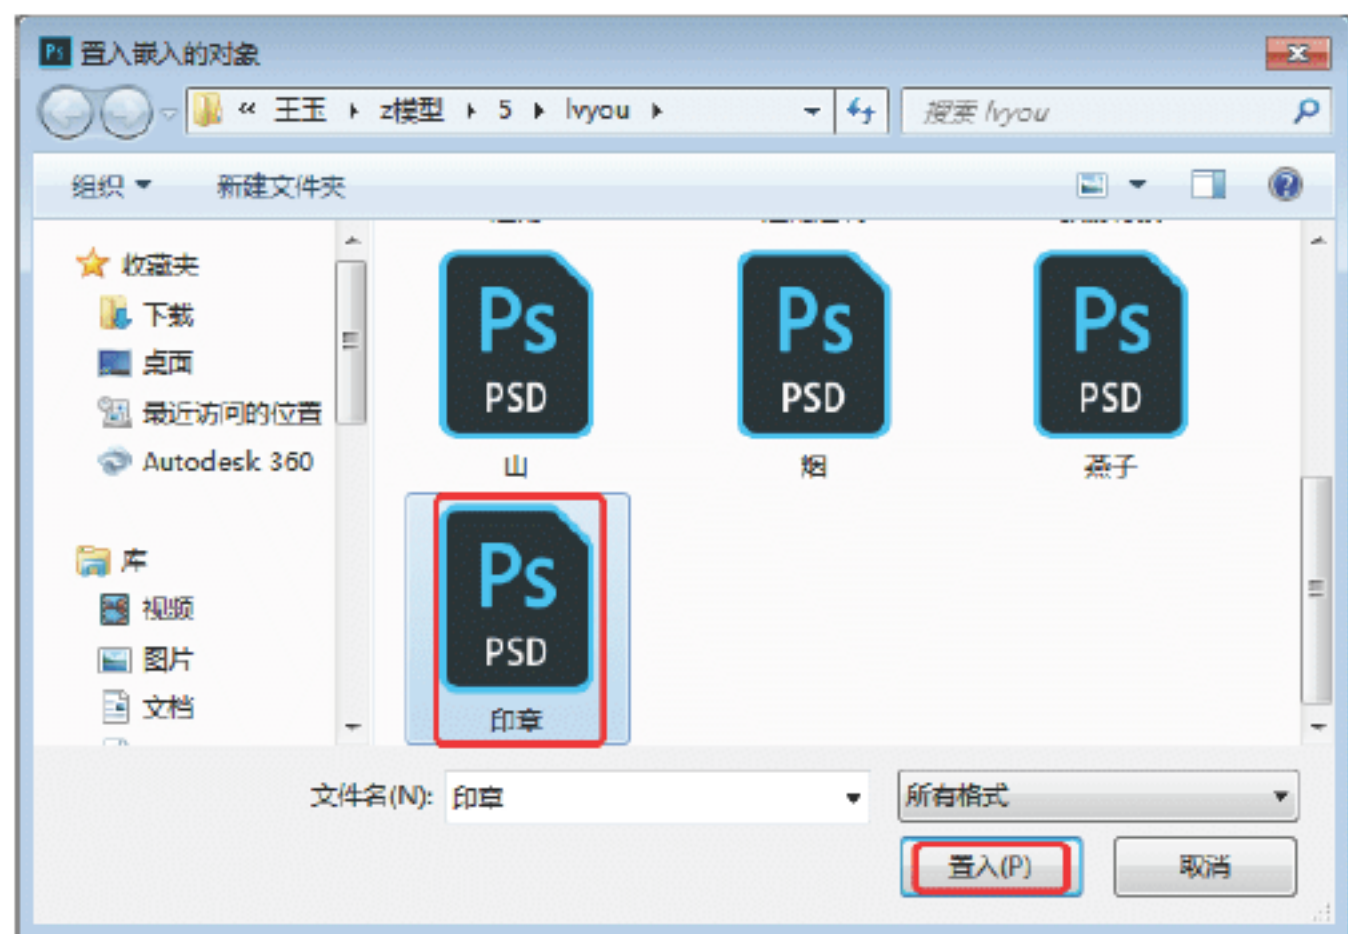 Ps 置入嵌入的对象
« 王玉 z模型 5 lvyou 搜索 lvyou
组织 新建文件夹
收藏夹
下载
桌面
最近访问的位置
Autodesk 360
库
视频
图片
文档
Ps PSD
山
Ps PSD
烟
Ps PSD
燕子
Ps PSD
印章
文件名(N): 印章 所有格式
置入(P) 取消